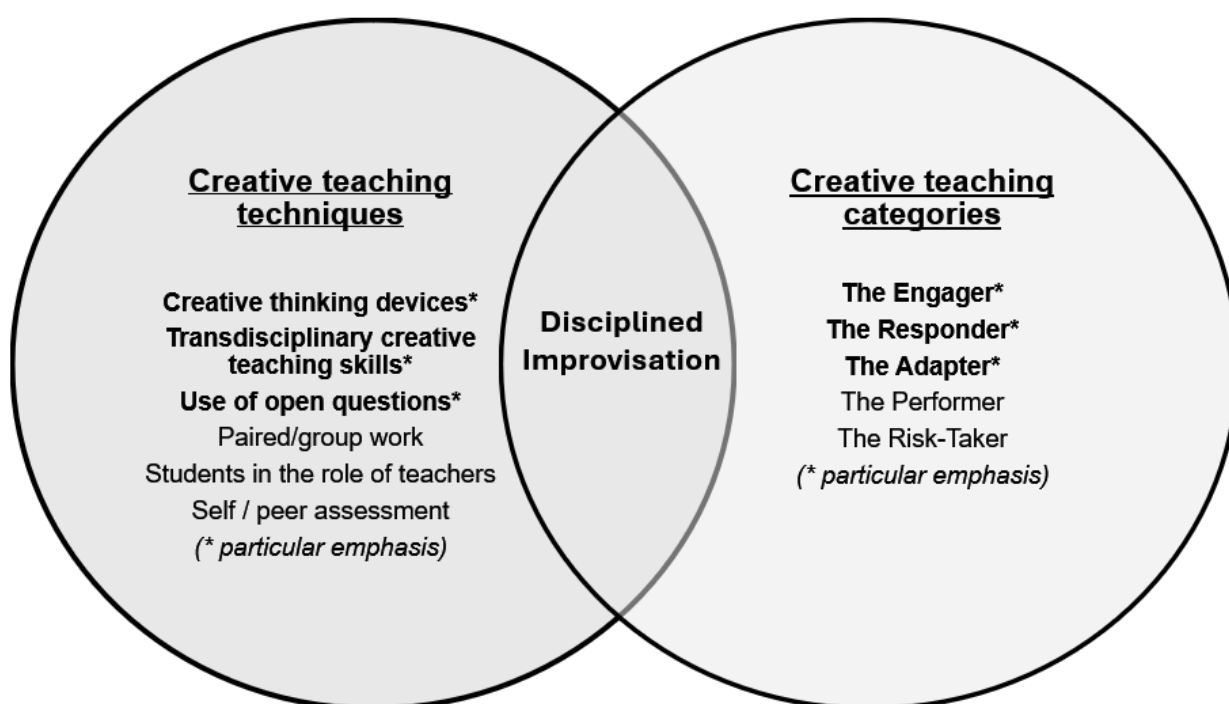 Creative teaching
techniques
Creative thinking devices*
Transdisciplinary creative
teaching skills*
Use of open questions*
Paired/group work
Students in the role of teachers
Self / peer assessment
(* particular emphasis)
Disciplined
Improvisation
Creative teaching
categories
The Engager*
The Responder*
The Adapter*
The Performer
The Risk-Taker
(* particular emphasis)